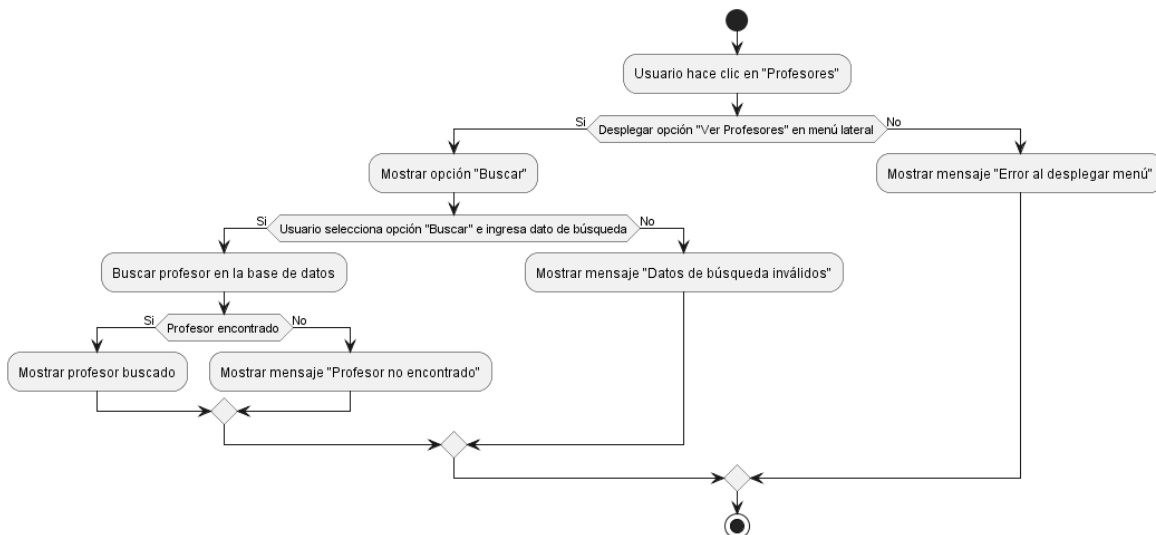 Usuario hace clic en "Profesores"
Si
Desplegar opción "Ver Profesores" en menú lateral
No
Mostrar opción "Buscar"
Mostrar mensaje "Error al desplegar menú"
Si
Usuario selecciona opción "Buscar" e ingresa dato de búsqueda
No
Buscar profesor en la base de datos
Mostrar mensaje "Datos de búsqueda inválidos"
Si
Profesor encontrado
No
Mostrar profesor buscado
Mostrar mensaje "Profesor no encontrado"